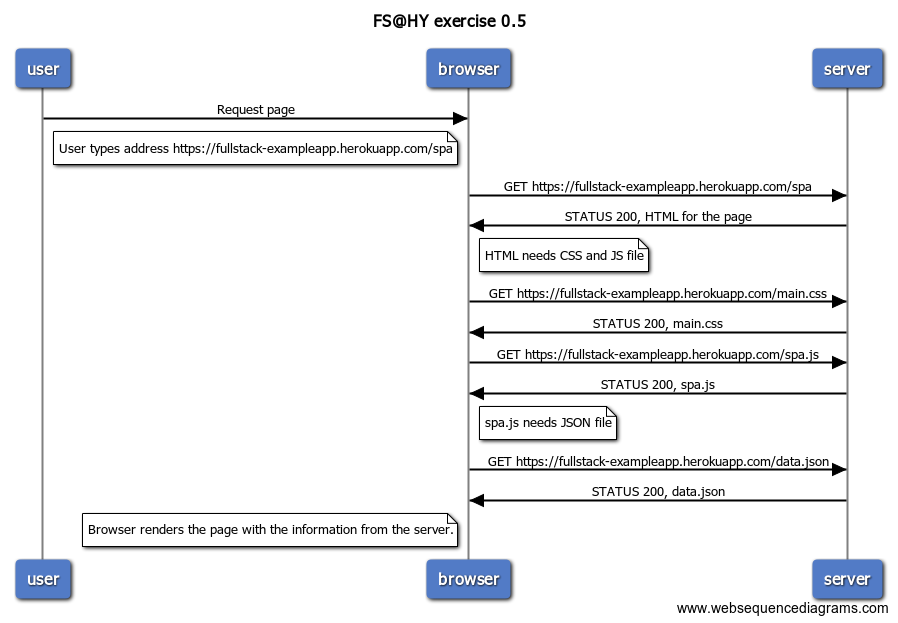 FS@HY exercise 0.5
user browser server
Request page
User types address https://fullstack-exampleapp.herokuapp.com/spa
GET https://fullstack-exampleapp.herokuapp.com/spa
STATUS 200, HTML for the page
HTML needs CSS and JS file
GET https://fullstack-exampleapp.herokuapp.com/main.css
STATUS 200, main.css
GET https://fullstack-exampleapp.herokuapp.com/spa.js
STATUS 200, spa.js
spa.js needs JSON file
GET https://fullstack-exampleapp.herokuapp.com/data.json
STATUS 200, data.json
Browser renders the page with the information from the server.
user browser server
www.websequencediagrams.com